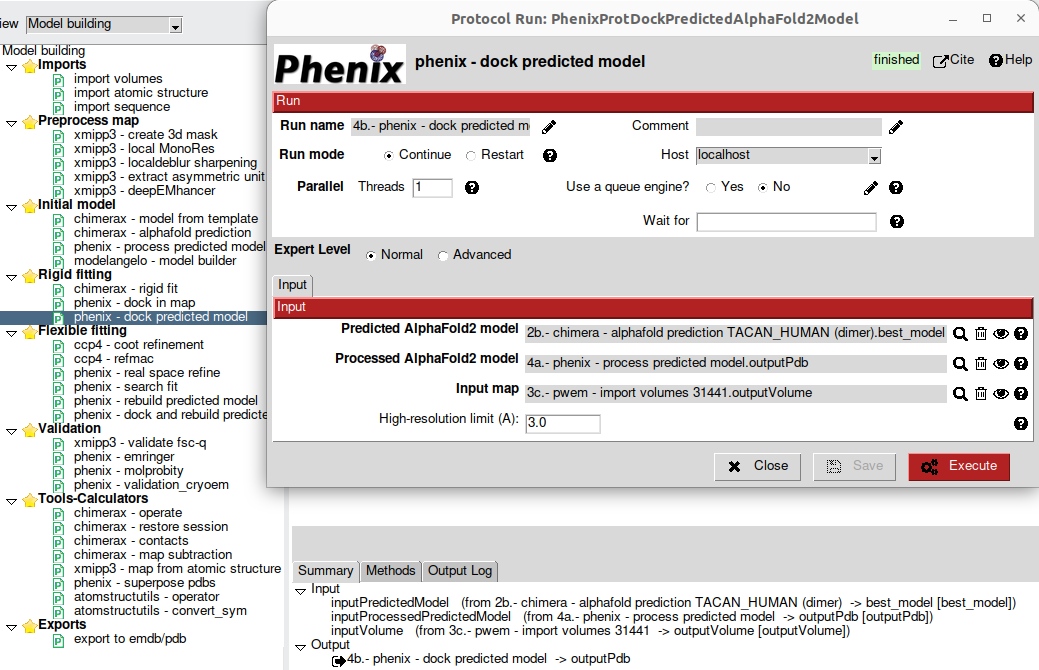 iew Model building
Model building
Imports
import volumes
import atomic structure
import sequence
Preprocess map
xmipp3 - create 3d mask
xmipp3 - local MonoRes
xmipp3 - localdeblur sharpening
xmipp3 - extract asymmetric unit
xmipp3 - deepEMhancer
Initial model
chimerax - model from template
chimerax - alphafold prediction
phenix - process predicted model
modelangelo - model builder
Rigid fitting
chimerax - rigid fit
phenix - dock in map
phenix - dock predicted model
Flexible fitting
ccp4 - coot refinement
ccp4 - refmac
phenix - real space refine
phenix - search fit
phenix - rebuild predicted model
phenix - dock and rebuild predicte
Validation
xmipp3 - validate fsc-q
phenix - emringer
phenix - molprobity
phenix - validation_cryoem
Tools-Calculators
chimerax - operate
chimerax - restore session
chimerax - contacts
chimerax - map subtraction
xmipp3 - map from atomic structure
phenix - superpose pdbs
atomstructutils - operator
atomstructutils - convert_sym
Exports
export to emdb/pdb
Protocol Run: PhenixProtDockPredictedAlphaFold2Model
Phenix phenix - dock predicted model finished Cite Help
Run
Run name 4b.- phenix - dock predicted m Comment
Run mode Continue Restart Host localhost
Parallel Threads 1 Use a queue engine? Yes No
Wait for
Expert Level Normal Advanced
Input
Input
Predicted AlphaFold2 model 2b.- chimera - alphafold prediction TACAN_HUMAN (dimer).best_model
Processed AlphaFold2 model 4a.- phenix - process predicted model.outputPdb
Input map 3c.- pwem - import volumes 31441.outputVolume
High-resolution limit (A): 3.0
Close Save Execute
Summary Methods Output Log
Input
inputPredictedModel (from 2b.- chimera - alphafold prediction TACAN_HUMAN (dimer) -> best_model [best_model])
inputProcessedPredictedModel (from 4a.- phenix - process predicted model -> outputPdb [outputPdb])
inputVolume (from 3c.- pwem - import volumes 31441 -> outputVolume [outputVolume])
Output
4b.- phenix - dock predicted model -> outputPdb